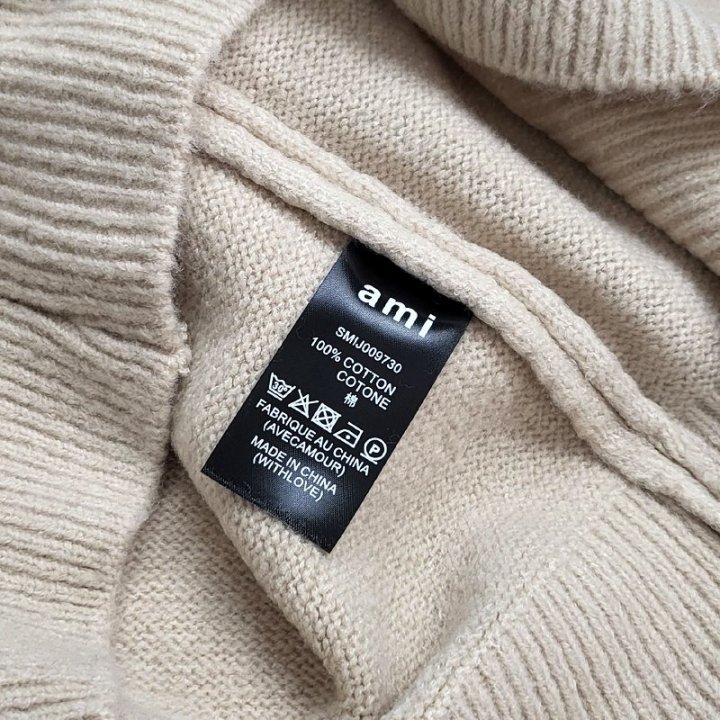 ami
SMIJ009730
100% COTTON
COTONE
棉
30°
P
FABRIQUE AU CHINA
(AVECAMOUR)
MADE IN CHINA
(WITHLOVE)